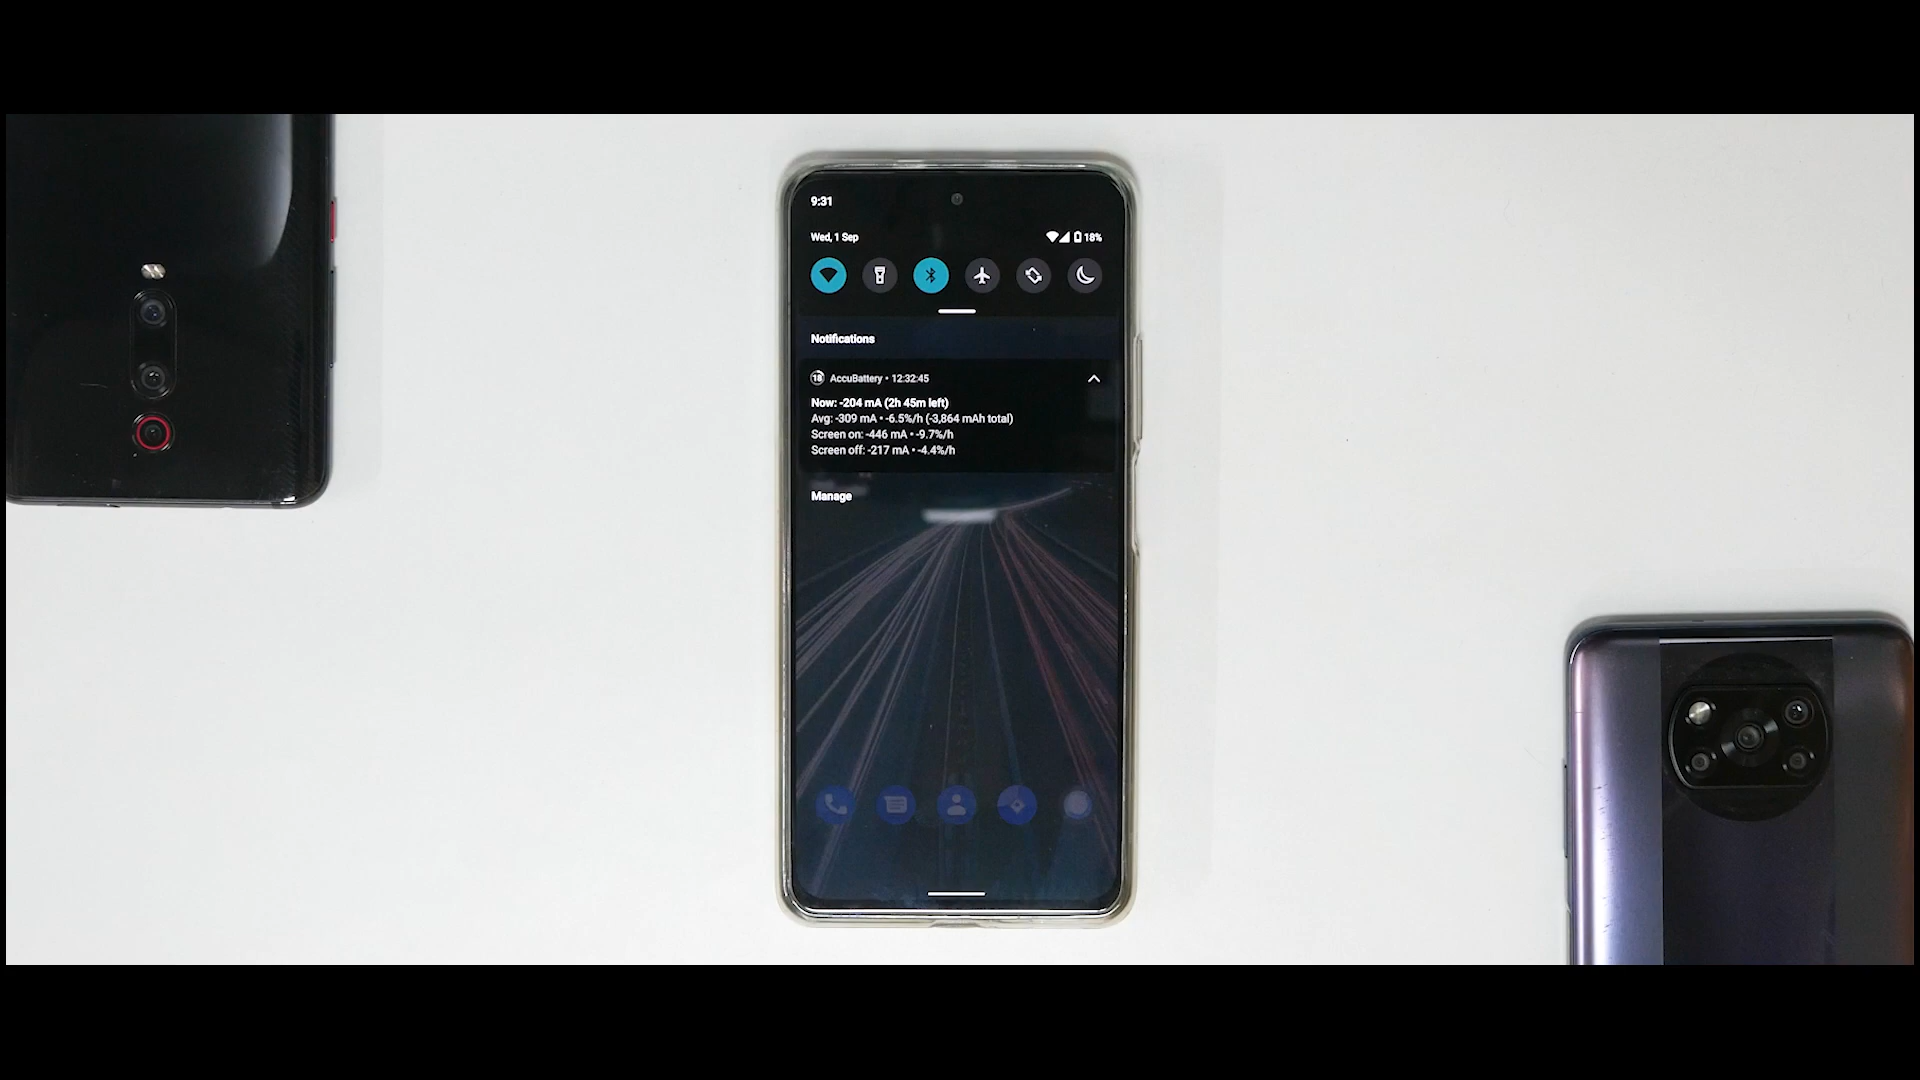 9:31
Wed, 1 Sep
18%
Notifications
18 AccuBattery • 12:32:45
Now: -204 mA (2h 45m left)
Avg: -309 mA • -6.5%/h (-3,864 mAh total)
Screen on: -446 mA • -9.7%/h
Screen off: -217 mA • -4.4%/h
Manage